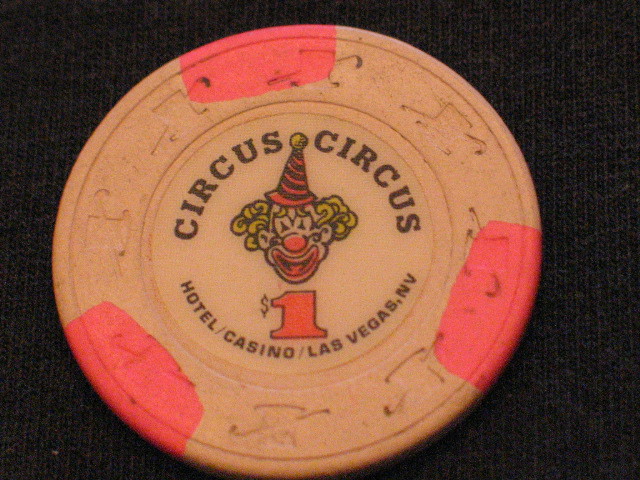 CIRCUS CIRCUS
$1
HOTEL/CASINO/LAS VEGAS, NV